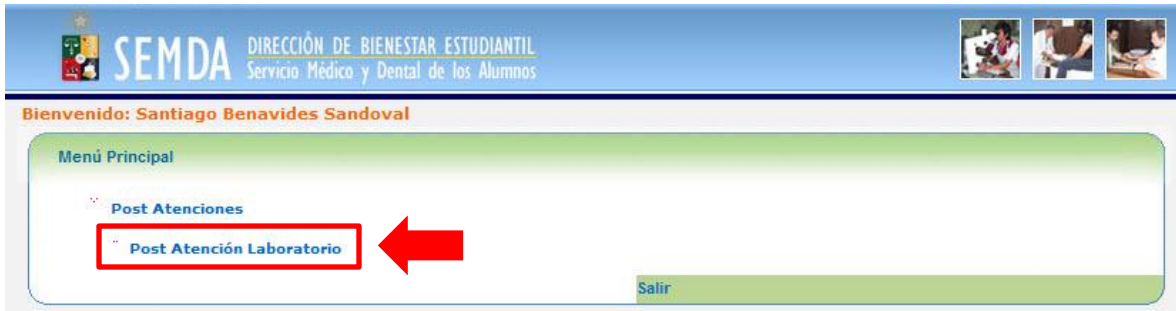 SEMDA
DIRECCIÓN DE BIENESTAR ESTUDIANTIL
Servicio Médico y Dental de los Alumnos
Bienvenido: Santiago Benavides Sandoval
Menú Principal
Post Atenciones
Post Atención Laboratorio
Salir